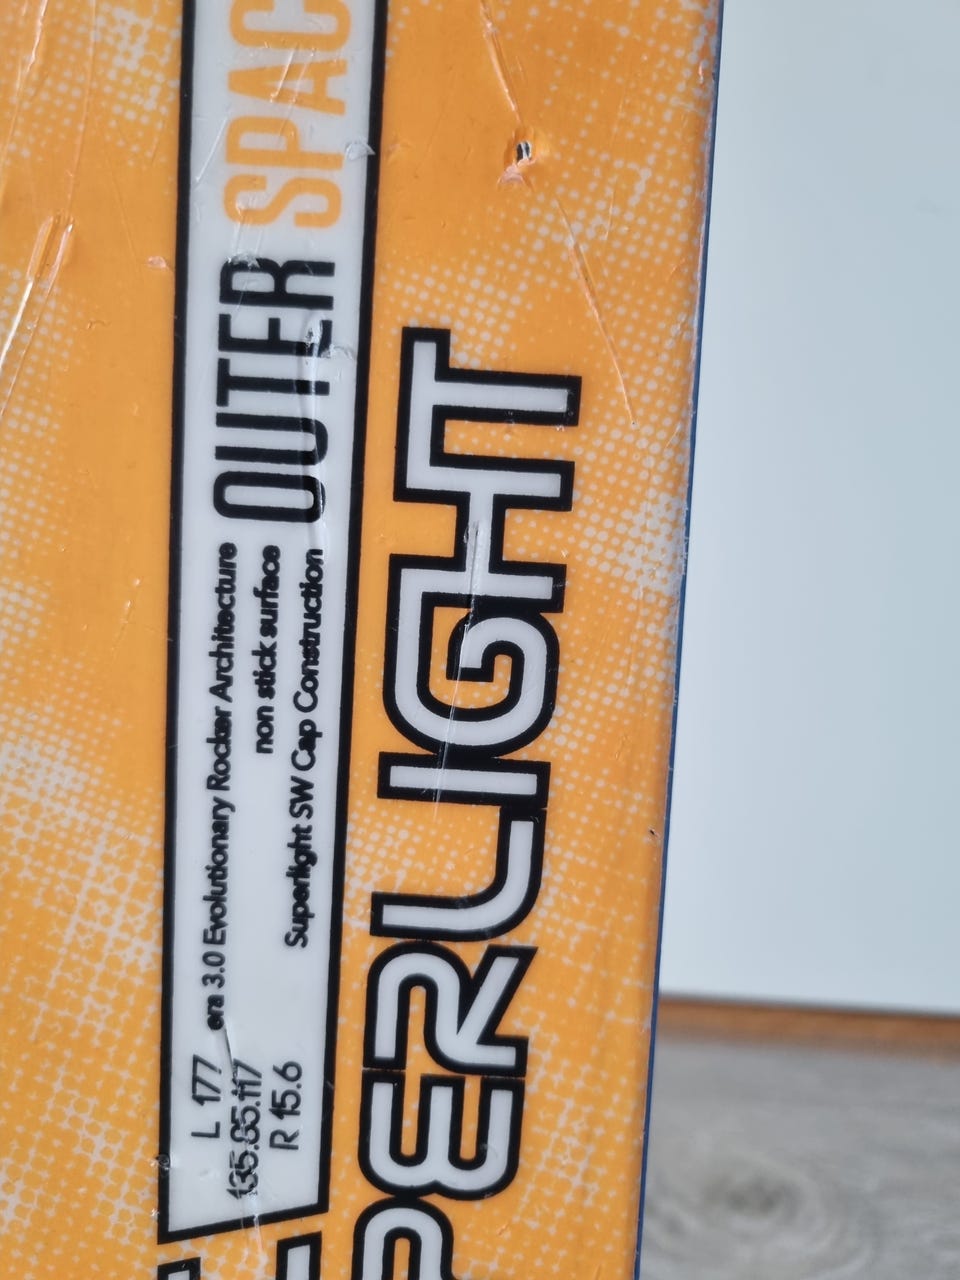 L 177
135.85.117
R 15.6
era 3.0 Evolutionary Rocker Architecture
non stick surface
Superlight SW Cap Construction
OUTER SPAC
PERLIGHT